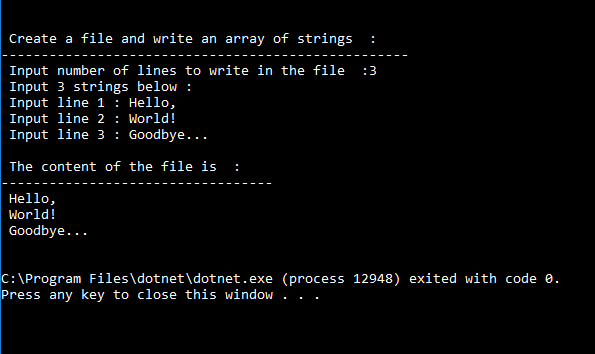 Create a file and write an array of strings  :
---------------------------------------------------
Input number of lines to write in the file  :3
Input 3 strings below :
Input line 1 : Hello,
Input line 2 : World!
Input line 3 : Goodbye...
The content of the file is  :
----------------------------------
Hello,
World!
Goodbye...
C:\Program Files\dotnet\dotnet.exe (process 12948) exited with code 0.
Press any key to close this window . . .